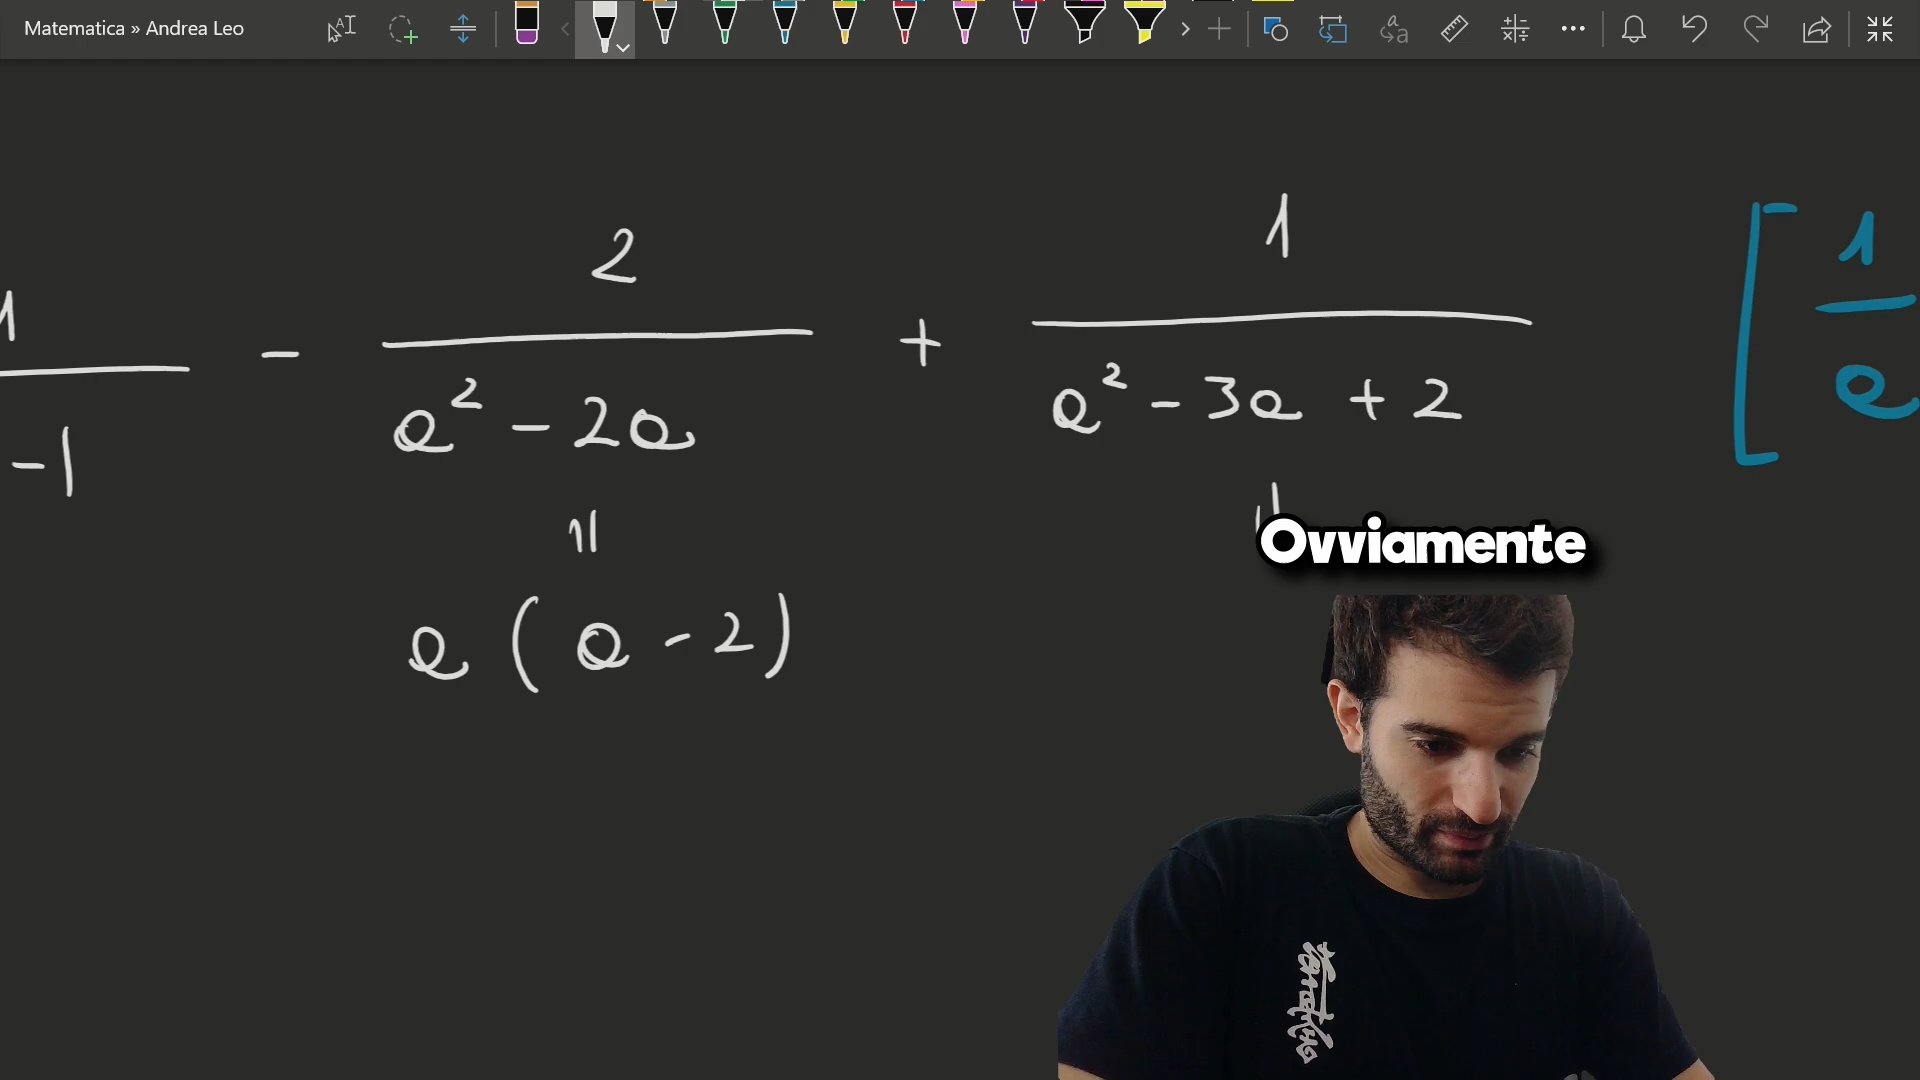 Matematica » Andrea Leo
1 - 2 + 1 [ 1
-1 a² - 2a a² - 3a + 2 a
=
Ovviamente
a ( a - 2 )